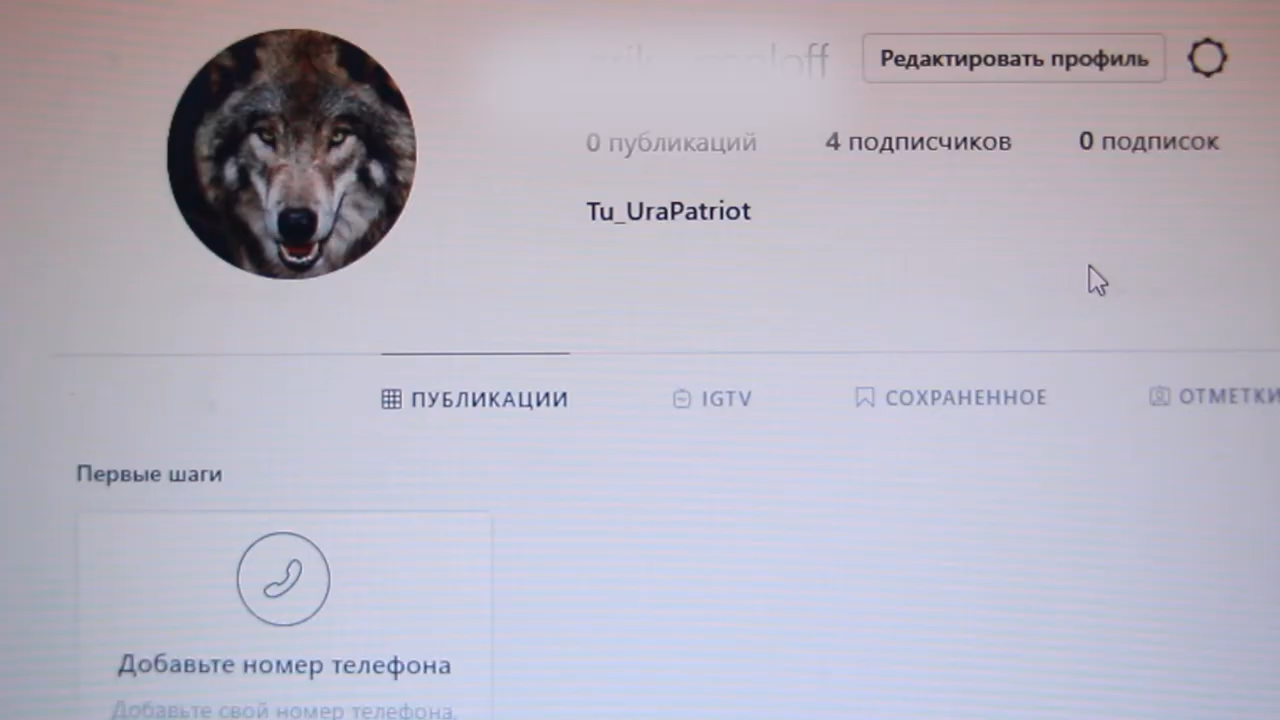 Редактировать профиль
0 публикаций 4 подписчиков 0 подписок
Tu_UraPatriot
ПУБЛИКАЦИИ IGTV СОХРАНЕННОЕ ОТМЕТКИ
Первые шаги
Добавьте номер телефона
Добавьте свой номер телефона,